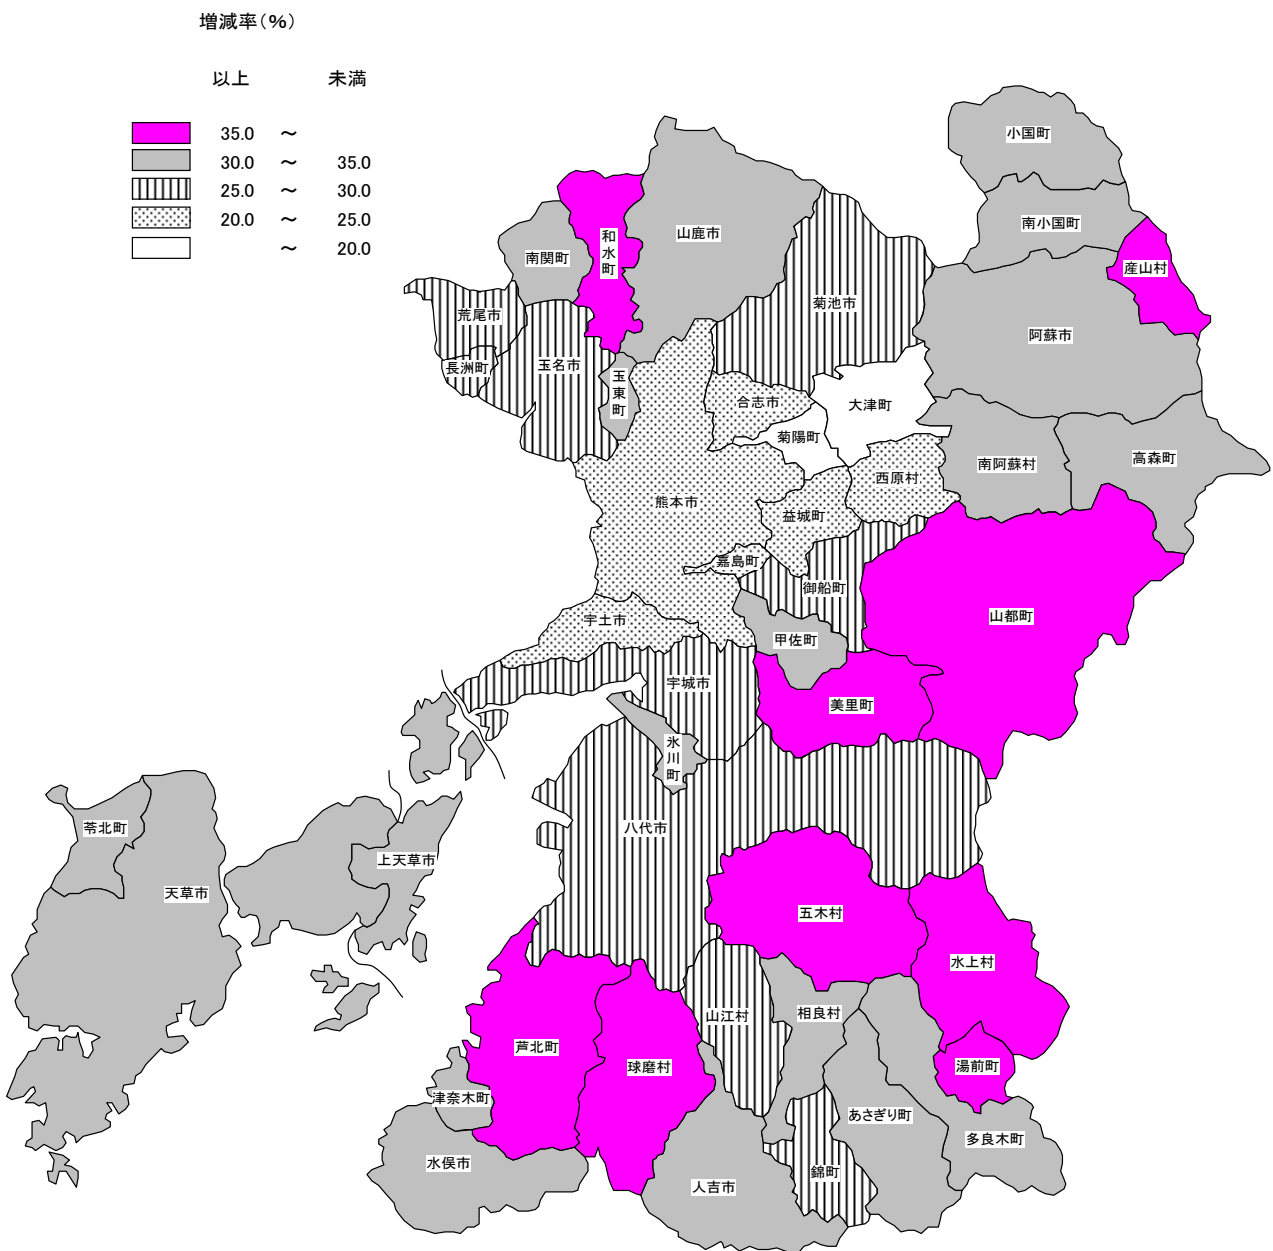 増減率(%)
以上 未満
35.0 ～
30.0 ～ 35.0
25.0 ～ 30.0
20.0 ～ 25.0
～ 20.0
小国町
南小国町
産山村
山鹿市
和水町
南関町
菊池市
荒尾市
阿蘇市
長洲町
玉名市
玉東町
合志市
大津町
菊陽町
高森町
南阿蘇村
西原村
熊本市
益城町
嘉島町
御船町
山都町
宇土市
甲佐町
宇城市
美里町
氷川町
八代市
苓北町
上天草市
天草市
五木村
水上村
山江村
相良村
芦北町
球磨村
湯前町
津奈木町
あさぎり町
多良木町
水俣市
錦町
人吉市